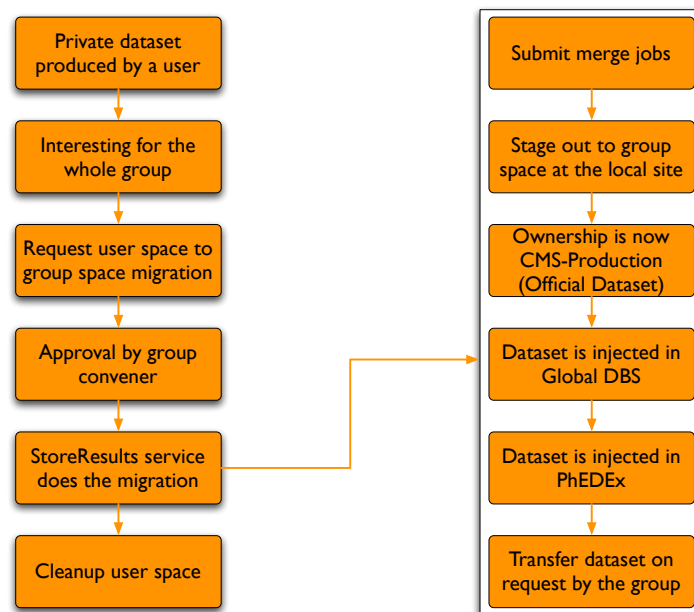 Private dataset
produced by a user
Interesting for the
whole group
Request user space to
group space migration
Approval by group
convener
StoreResults service
does the migration
Cleanup user space
Submit merge jobs
Stage out to group
space at the local site
Ownership is now
CMS-Production
(Official Dataset)
Dataset is injected in
Global DBS
Dataset is injected in
PhEDEx
Transfer dataset on
request by the group